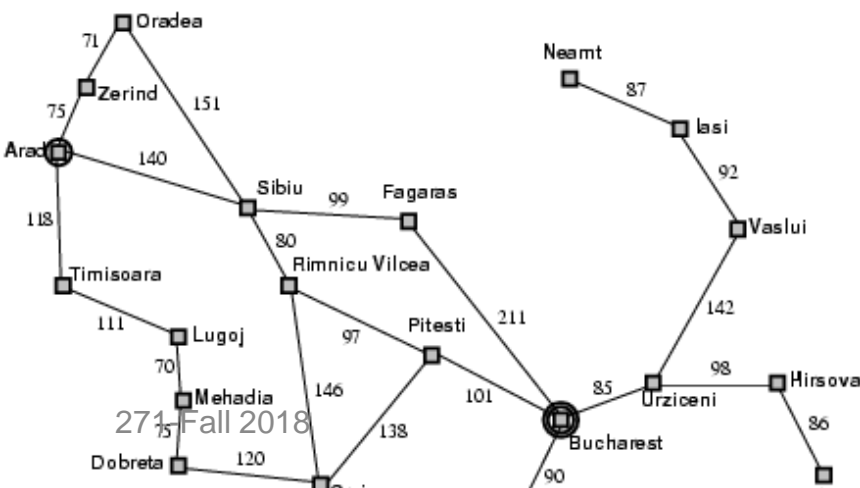 Oradea
71
Neamt
Zerind
87
75
151
Iasi
Arad
140
92
Sibiu
99
Fagaras
118
80
Vaslui
Rimnicu Vilcea
Timisoara
142
111
211
Pitesti
Lugoj
97
98
70
85
Hirsova
146
101
Mehadia
Urziceni
271 Fall 2018
86
75
138
Bucharest
Dobreta
120
90